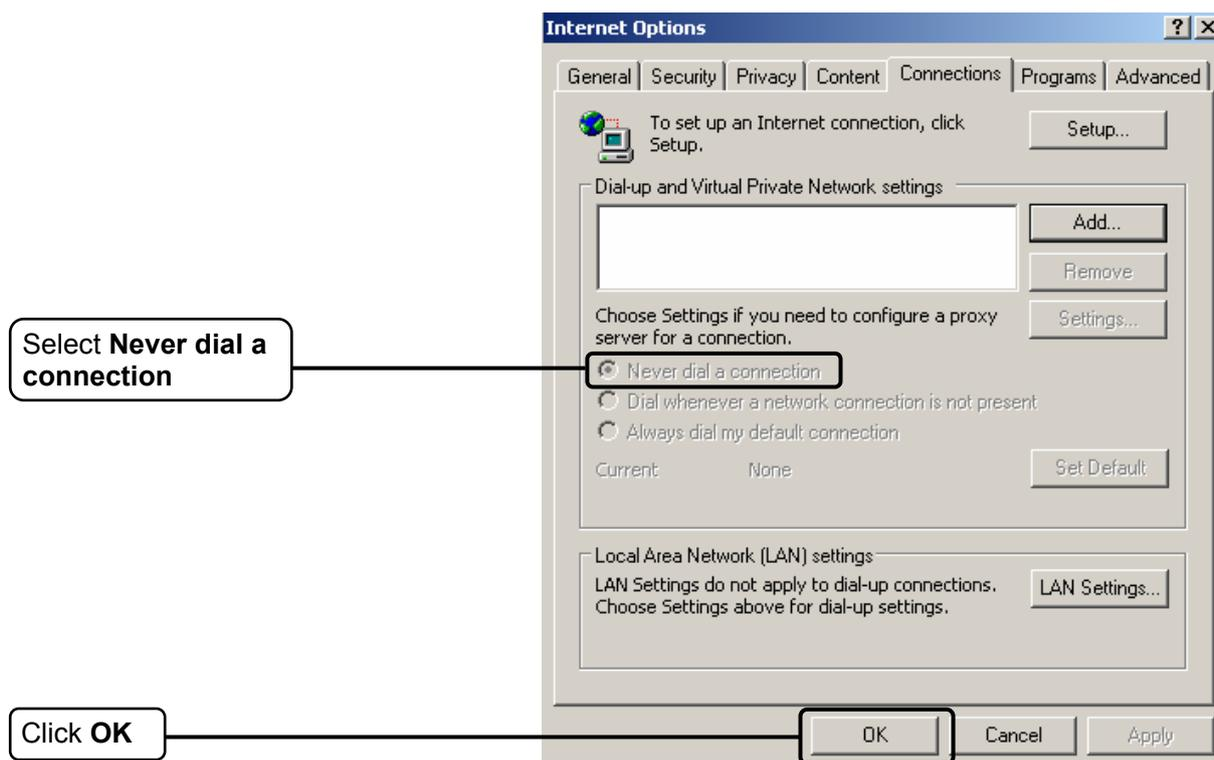 Internet Options
General Security Privacy Content Connections Programs Advanced
To set up an Internet connection, click
Setup.
Setup...
Dial-up and Virtual Private Network settings
Add...
Remove
Choose Settings if you need to configure a proxy
server for a connection.
Settings...
Select Never dial a
connection
Never dial a connection
Dial whenever a network connection is not present
Always dial my default connection
Current None Set Default
Local Area Network (LAN) settings
LAN Settings do not apply to dial-up connections.
Choose Settings above for dial-up settings.
LAN Settings...
Click OK
OK Cancel Apply